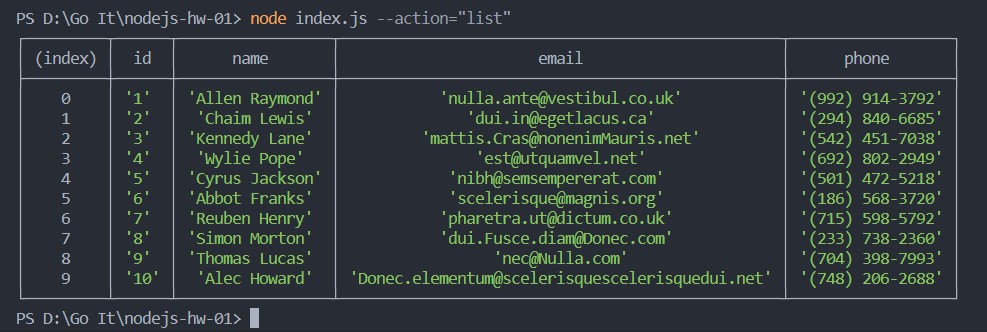 PS D:\Go It\nodejs-hw-01> node index.js --action="list"
(index) id name email phone
0 '1' 'Allen Raymond' 'nulla.ante@vestibul.co.uk' '(992) 914-3792'
1 '2' 'Chaim Lewis' 'dui.in@egetlacus.ca' '(294) 840-6685'
2 '3' 'Kennedy Lane' 'mattis.Cras@nonenimMauris.net' '(542) 451-7038'
3 '4' 'Wylie Pope' 'est@utquamvel.net' '(692) 802-2949'
4 '5' 'Cyrus Jackson' 'nibh@semsempererat.com' '(501) 472-5218'
5 '6' 'Abbot Franks' 'scelerisque@magnis.org' '(186) 568-3720'
6 '7' 'Reuben Henry' 'pharetra.ut@dictum.co.uk' '(715) 598-5792'
7 '8' 'Simon Morton' 'dui.Fusce.diam@Donec.com' '(233) 738-2360'
8 '9' 'Thomas Lucas' 'nec@Nulla.com' '(704) 398-7993'
9 '10' 'Alec Howard' 'Donec.elementum@scelerisquescelerisquedui.net' '(748) 206-2688'
PS D:\Go It\nodejs-hw-01>